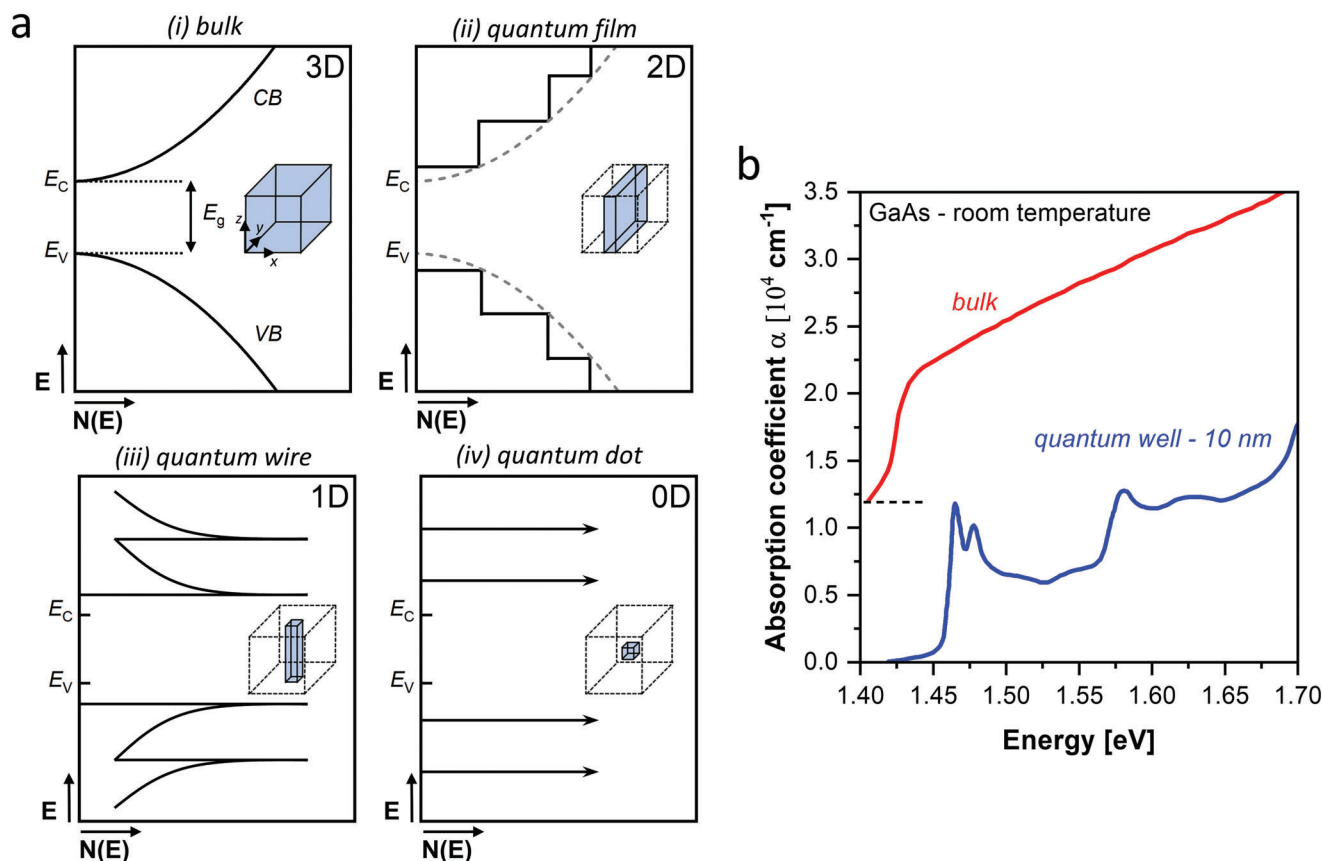 a
(i) bulk
3D
CB
E_C
E_g
z
y
x
E_V
VB
E
N(E)
(ii) quantum film
2D
E_C
E_V
E
N(E)
(iii) quantum wire
1D
E_C
E_V
E
N(E)
(iv) quantum dot
0D
E_C
E_V
E
N(E)
b
Absorption coefficient α [10⁴ cm⁻¹]
3.5
3.0
2.5
2.0
1.5
1.0
0.5
0.0
GaAs - room temperature
bulk
quantum well - 10 nm
1.40 1.45 1.50 1.55 1.60 1.65 1.70
Energy [eV]